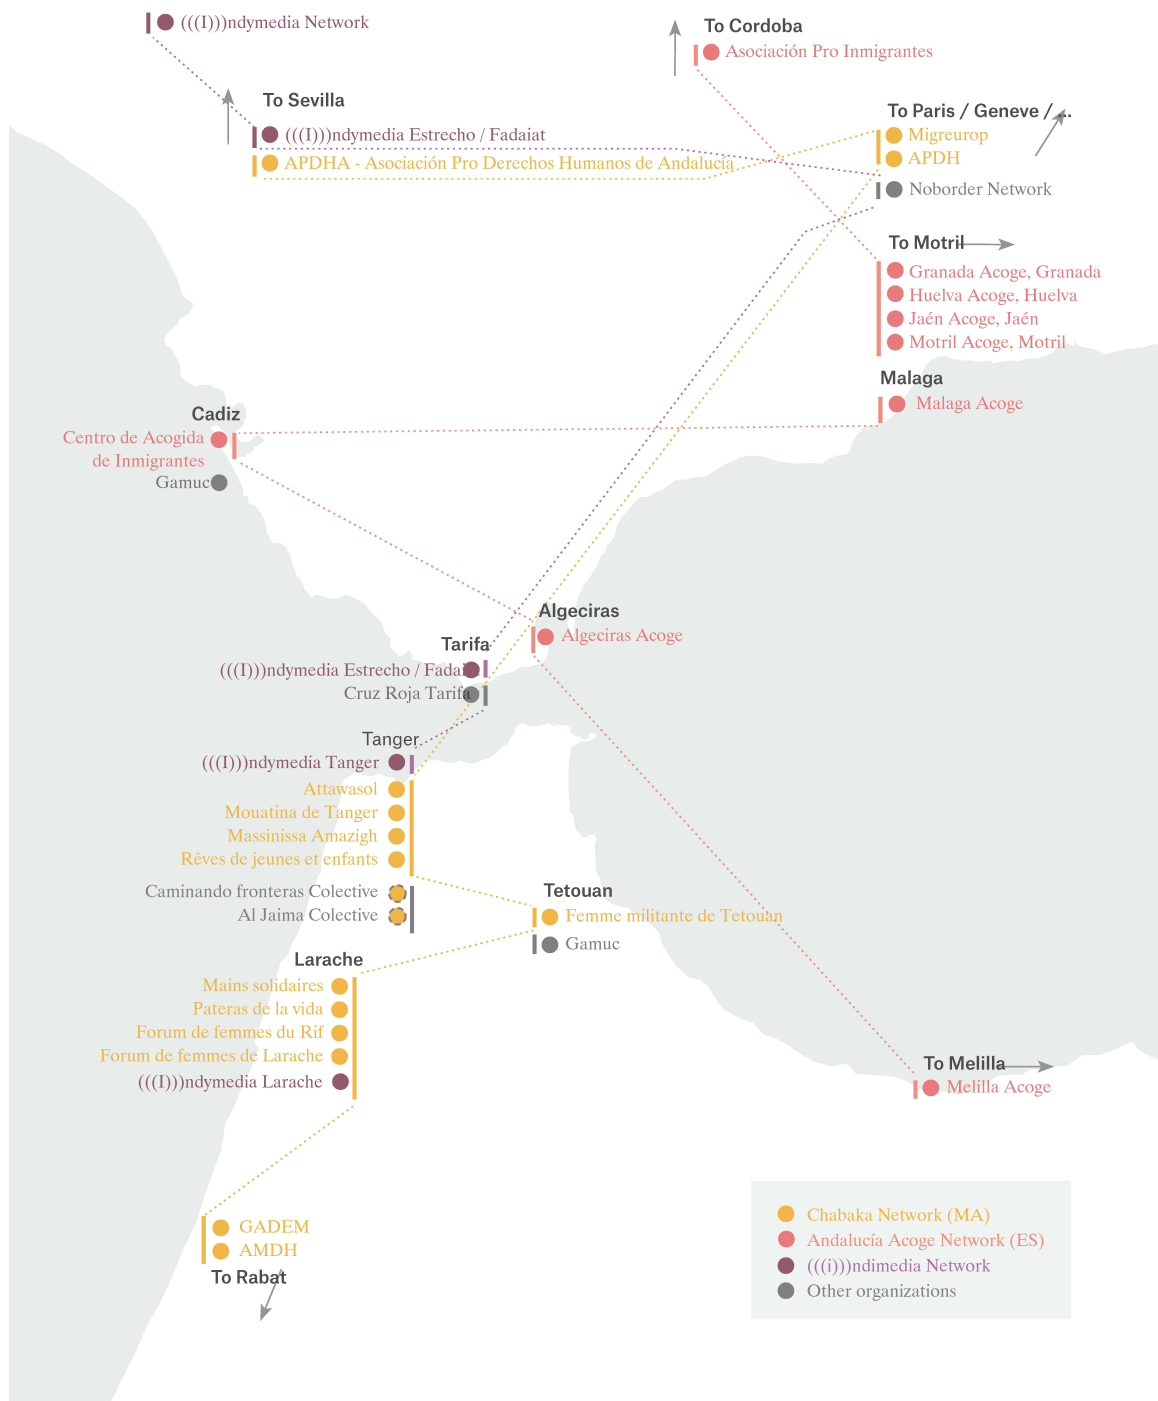 (((I)))ndymedia Network
To Cordoba
Asociación Pro Inmigrantes
To Sevilla
(((I)))ndymedia Estrecho / Fadaiat
APDHA - Asociación Pro Derechos Humanos de Andalucía
To Paris / Geneve / ...
Migreurop
APDH
Noborder Network
To Motril
Granada Acoge, Granada
Huelva Acoge, Huelva
Jaén Acoge, Jaén
Motril Acoge, Motril
Malaga
Malaga Acoge
Cadiz
Centro de Acogida
de Inmigrantes
Gamuc
Algeciras
Algeciras Acoge
Tarifa
(((I)))ndymedia Estrecho / Fadai
Cruz Roja Tarifa
Tanger
(((I)))ndymedia Tanger
Attawasol
Mouatina de Tanger
Massinissa Amazigh
Rêves de jeunes et enfants
Caminando fronteras Colective
Al Jaima Colective
Tetouan
Femme militante de Tetouan
Gamuc
Larache
Mains solidaires
Pateras de la vida
Forum de femmes du Rif
Forum de femmes de Larache
(((I)))ndymedia Larache
To Melilla
Melilla Acoge
GADEM
AMDH
To Rabat
Chabaka Network (MA)
Andalucía Acoge Network (ES)
(((i)))ndimedia Network
Other organizations